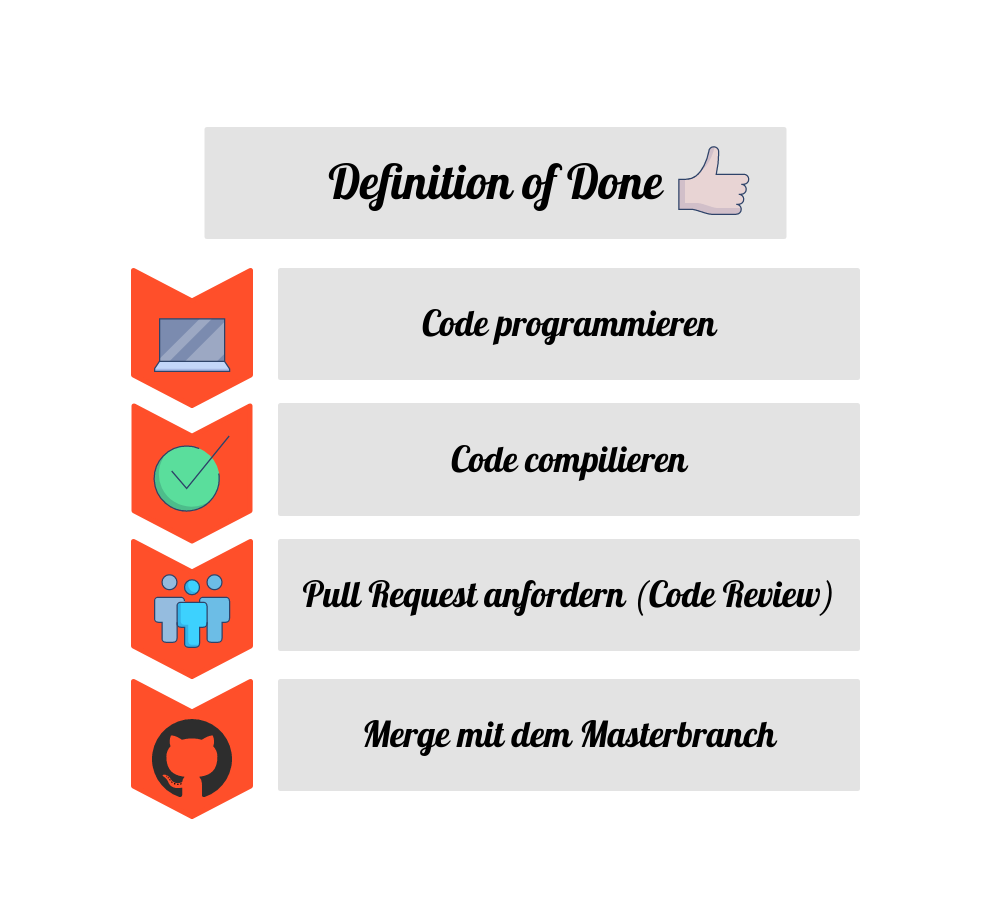 Definition of Done
Code programmieren
Code compilieren
Pull Request anfordern (Code Review)
Merge mit dem Masterbranch